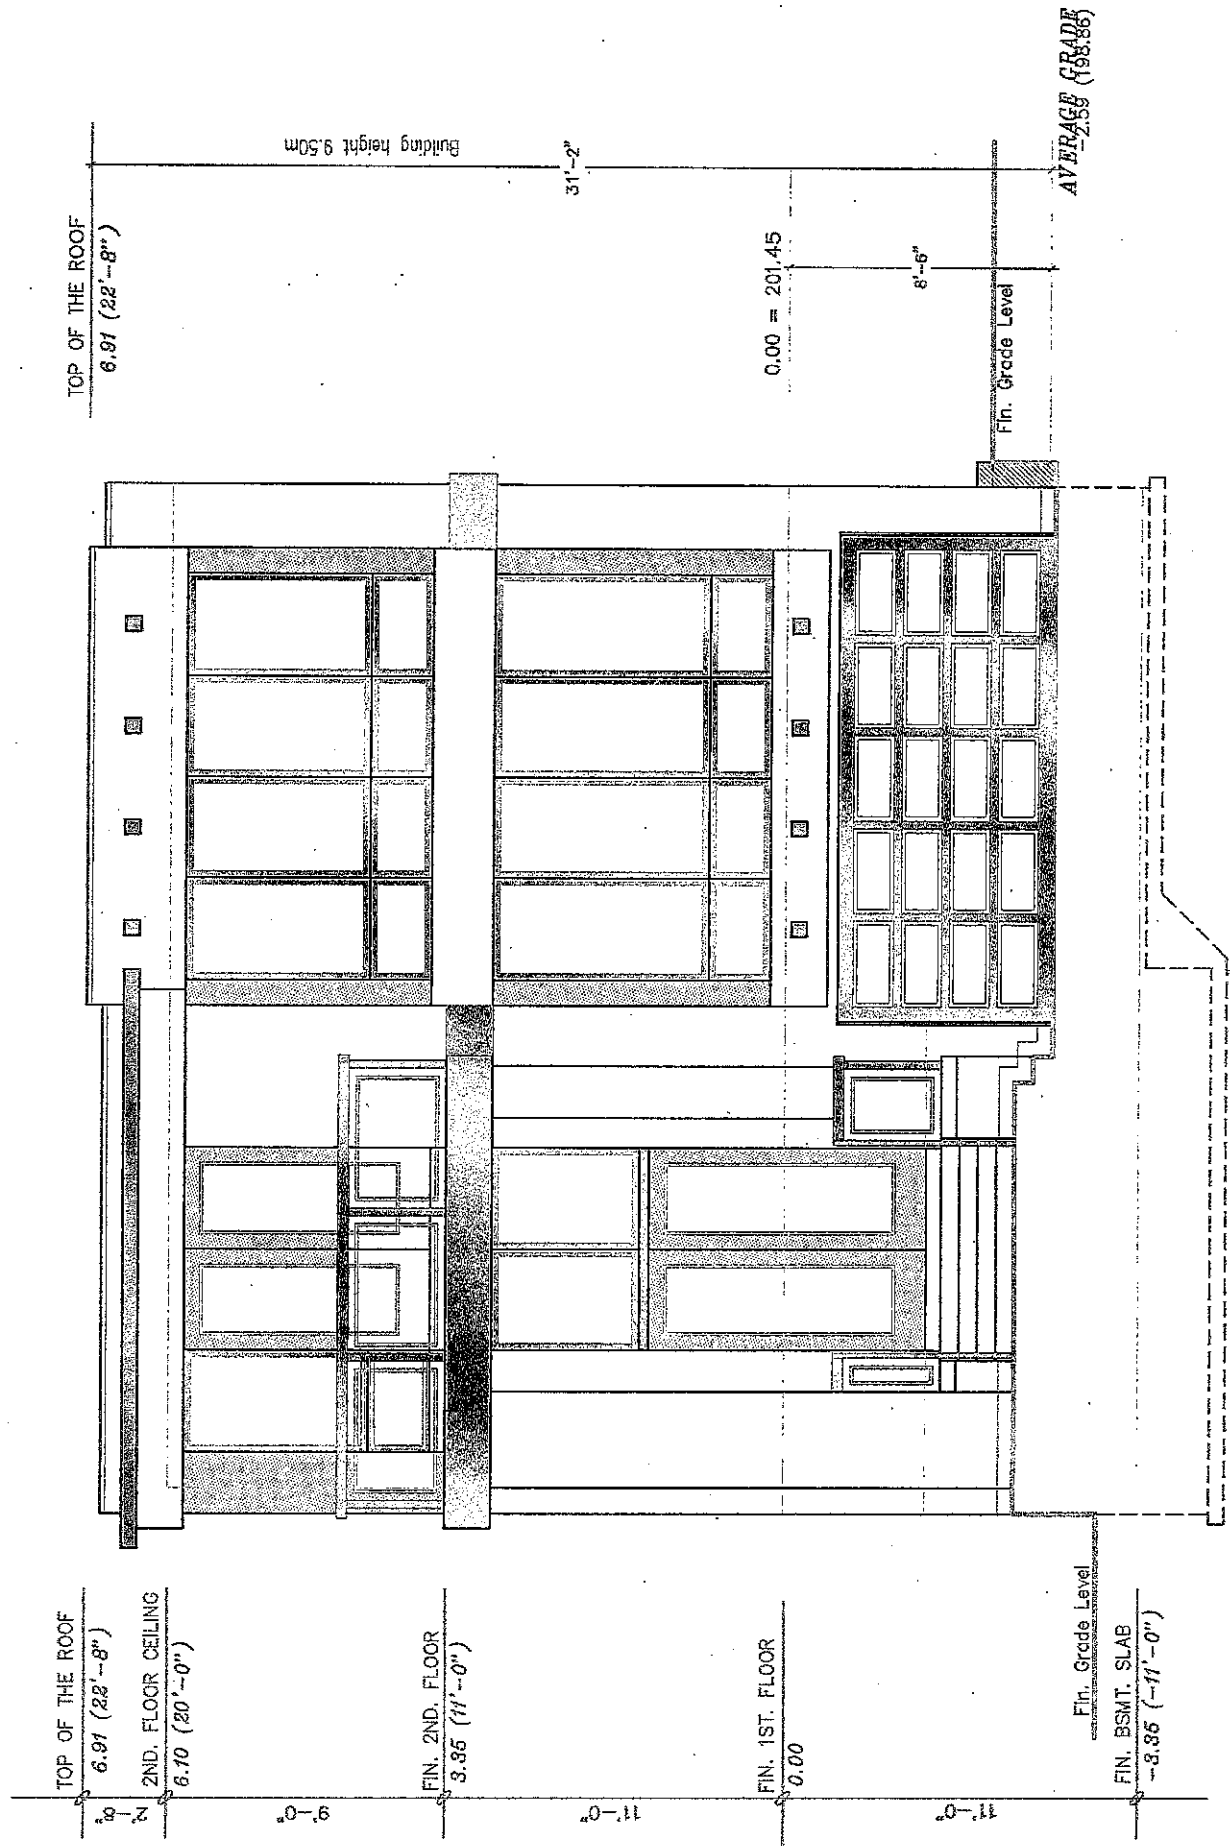 TOP OF THE ROOF
6.91 (22'-8")
2'-8"
2ND. FLOOR CEILING
6.10 (20'-0")
9'-0"
FIN. 2ND. FLOOR
3.35 (11'-0")
11'-0"
FIN. 1ST. FLOOR
0.00
11'-0"
Fin. Grade Level
FIN. BSMT. SLAB
-3.35 (-11'-0")
TOP OF THE ROOF
6.91 (22'-8")
Building height 9.50m
31'-2"
0.00 = 201.45
8'-6"
Fin. Grade Level
AVERAGE GRADE
-2.59 (198.86)